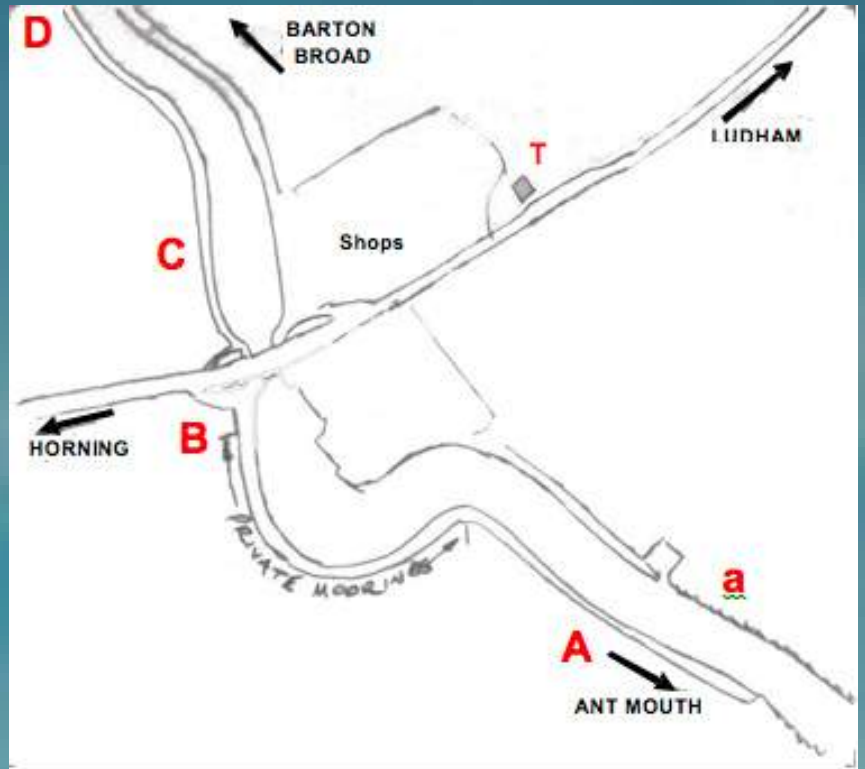 D
BARTON
BROAD
LUDHAM
T
C
Shops
HORNING
B
PRIVATE MOORINGS
a
A
ANT MOUTH